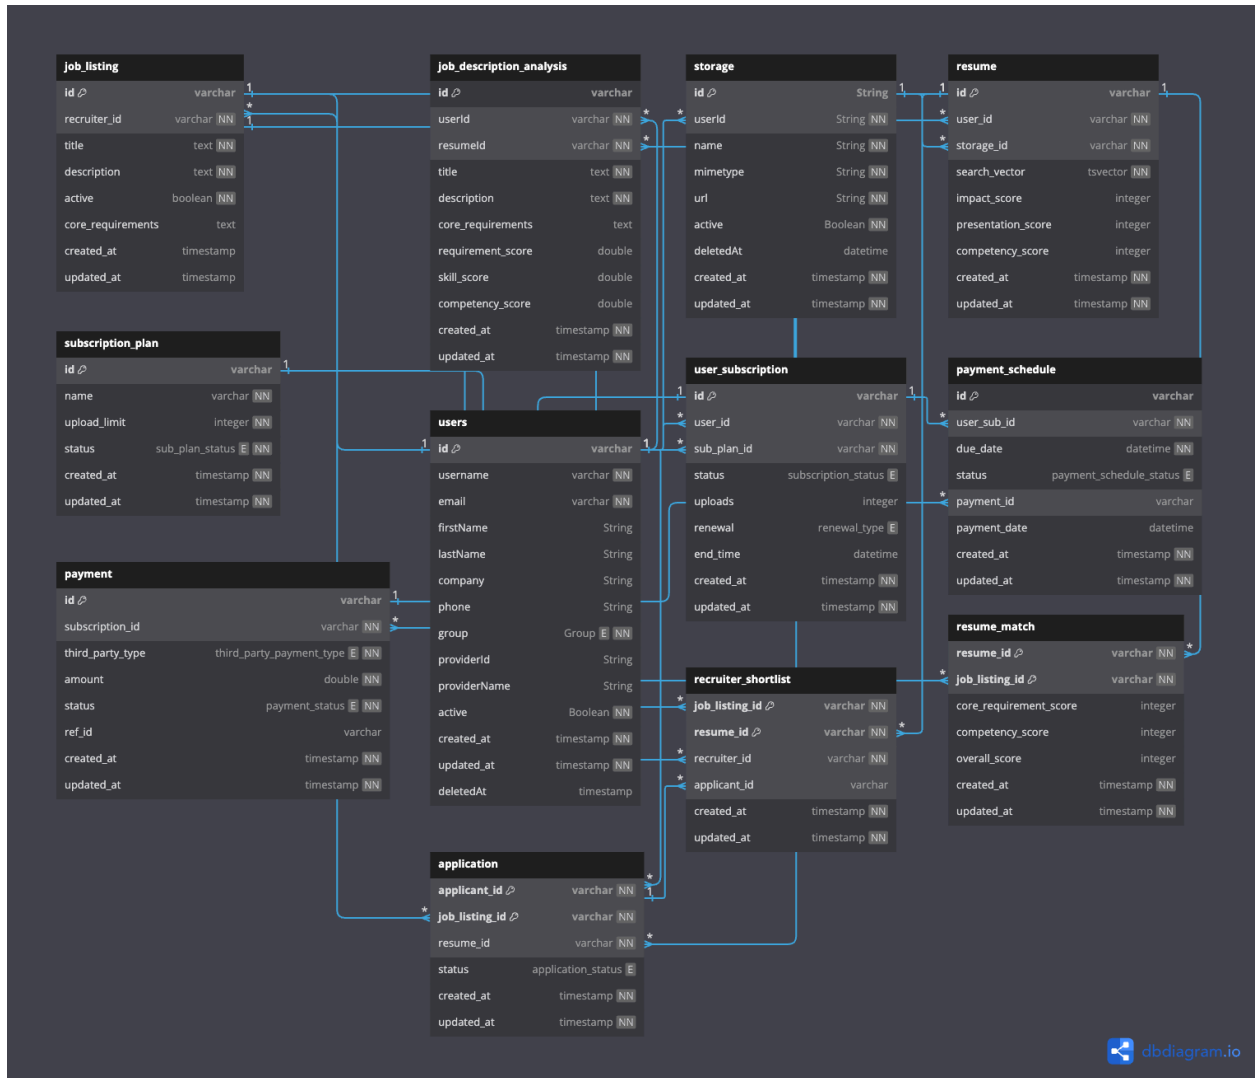 job_listing
id varchar
recruiter_id varchar NN
title text NN
description text NN
active boolean NN
core_requirements text
created_at timestamp
updated_at timestamp
1
*
1
job_description_analysis
id varchar
userId varchar NN
resumeId varchar NN
title text NN
description text NN
core_requirements text
requirement_score double
skill_score double
competency_score double
created_at timestamp NN
updated_at timestamp NN
*
*
storage
id String
userId String NN
name String NN
mimetype String NN
url String NN
active Boolean NN
deletedAt datetime
created_at timestamp NN
updated_at timestamp NN
*
1
resume
id varchar
user_id varchar NN
storage_id varchar NN
search_vector tsvector NN
impact_score integer
presentation_score integer
competency_score integer
created_at timestamp NN
updated_at timestamp NN
1
*
*
1
subscription_plan
id varchar
name varchar NN
upload_limit integer NN
status sub_plan_status E NN
created_at timestamp NN
updated_at timestamp NN
1
users
id varchar
username varchar NN
email varchar NN
firstName String
lastName String
company String
phone String
group Group E NN
providerId String
providerName String
active Boolean NN
created_at timestamp NN
updated_at timestamp NN
deletedAt timestamp
1
1
user_subscription
id varchar
user_id varchar NN
sub_plan_id varchar NN
status subscription_status E
uploads integer
renewal renewal_type E
end_time datetime
created_at timestamp NN
updated_at timestamp NN
1
*
*
1
payment_schedule
id varchar
user_sub_id varchar NN
due_date datetime NN
status payment_schedule_status E
payment_id varchar
payment_date datetime
created_at timestamp NN
updated_at timestamp NN
*
*
payment
id varchar
subscription_id varchar NN
third_party_type third_party_payment_type E NN
amount double NN
status payment_status E NN
ref_id varchar
created_at timestamp NN
updated_at timestamp NN
1
*
recruiter_shortlist
job_listing_id varchar NN
resume_id varchar NN
recruiter_id varchar NN
applicant_id varchar
created_at timestamp NN
updated_at timestamp NN
*
*
*
*
resume_match
resume_id varchar NN
job_listing_id varchar NN
core_requirement_score integer
competency_score integer
overall_score integer
created_at timestamp NN
updated_at timestamp NN
*
*
application
applicant_id varchar NN
job_listing_id varchar NN
resume_id varchar NN
status application_status E
created_at timestamp NN
updated_at timestamp NN
*
*
1
*
dbdiagram.io